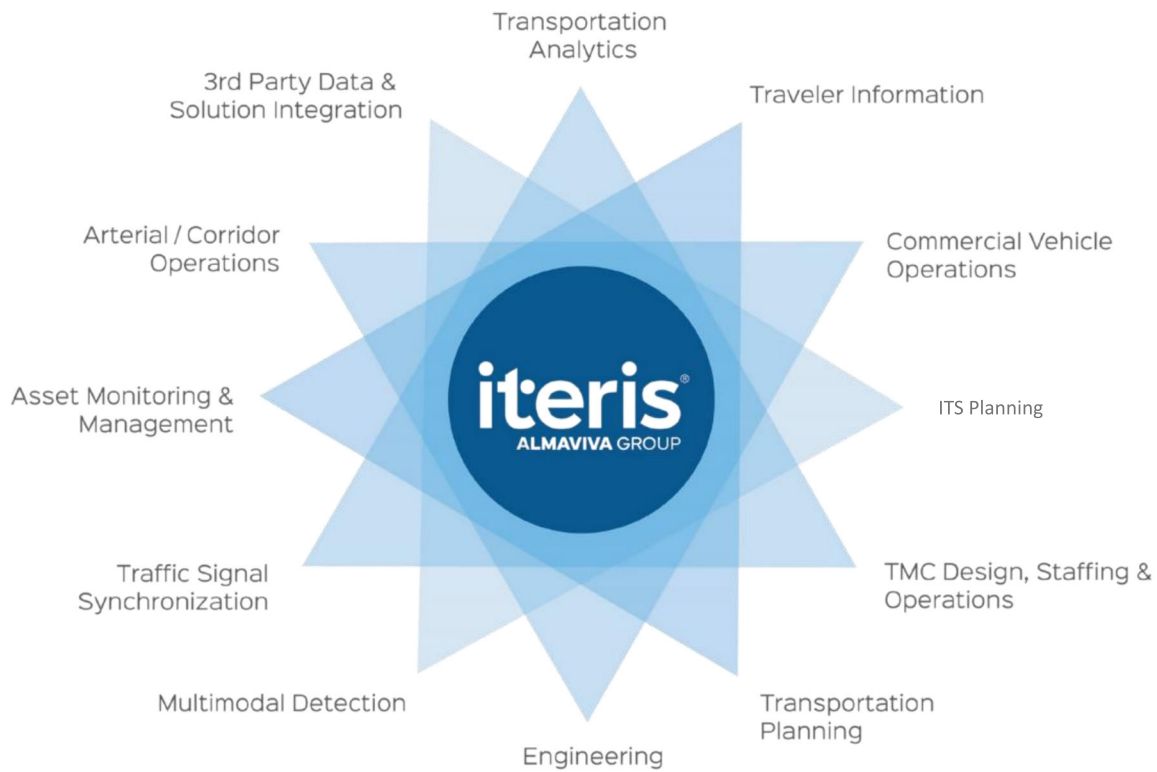 Transportation
Analytics
3rd Party Data &
Solution Integration
Traveler Information
Arterial / Corridor
Operations
Commercial Vehicle
Operations
iteris®
ALMAVIVA GROUP
Asset Monitoring &
Management
ITS Planning
Traffic Signal
Synchronization
TMC Design, Staffing &
Operations
Multimodal Detection
Transportation
Planning
Engineering